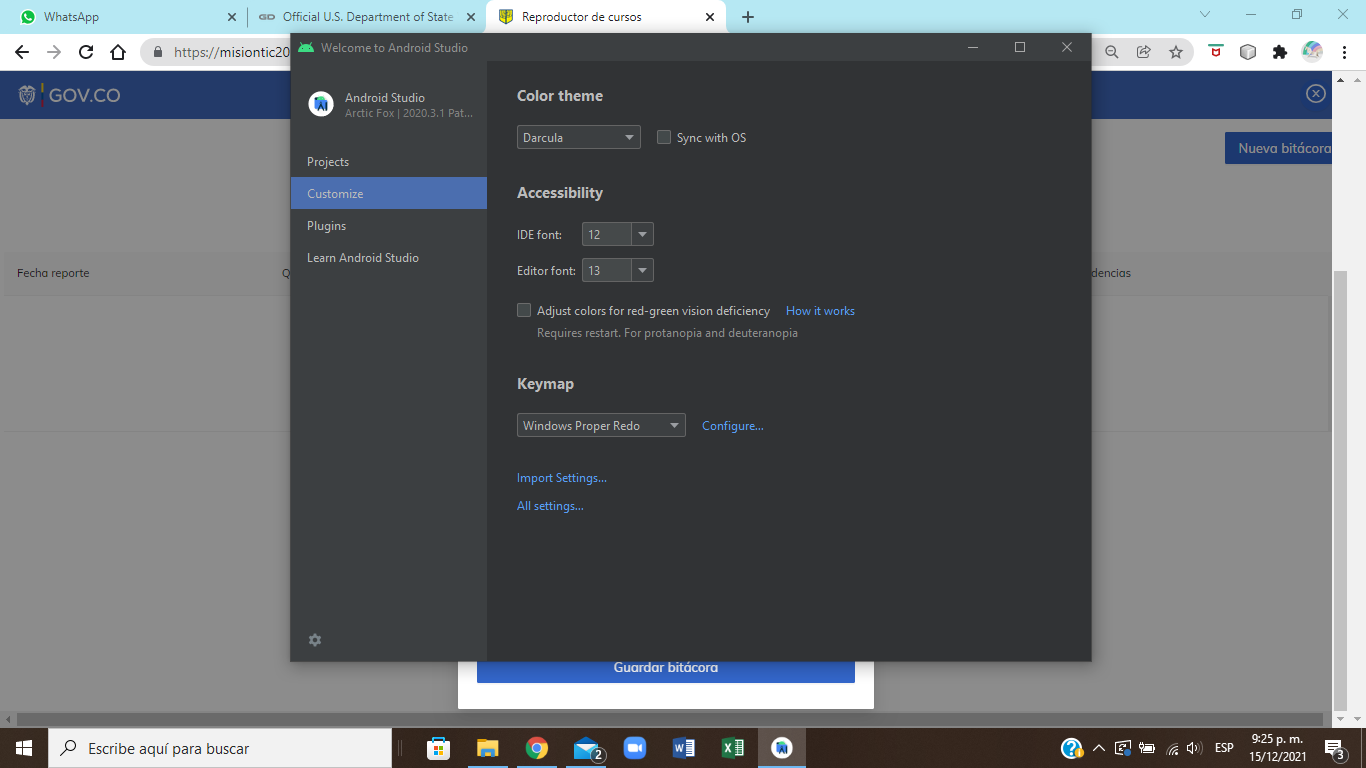 WhatsApp
Official U.S. Department of State
Reproductor de cursos
https://misiontic20
Welcome to Android Studio
GOV.CO
Android Studio
Arctic Fox | 2020.3.1 Pat...
Color theme
Darcula
Sync with OS
Nueva bitácora
Projects
Customize
Accessibility
Plugins
IDE font:
12
Learn Android Studio
Editor font:
13
Fecha reporte
Q
dencias
Adjust colors for red-green vision deficiency
How it works
Requires restart. For protanopia and deuteranopia
Keymap
Windows Proper Redo
Configure...
Import Settings...
All settings...
Guardar bitácora
Escribe aquí para buscar
2
ESP
9:25 p. m.
15/12/2021
3